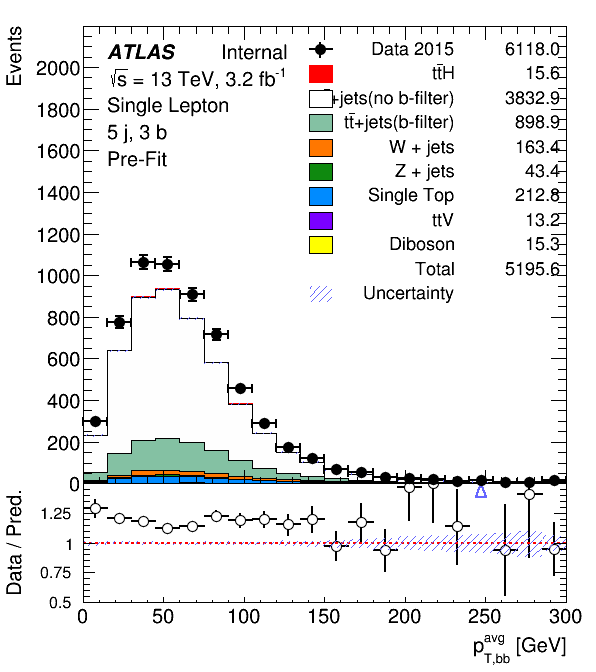 Events
ATLAS Internal
√s = 13 TeV, 3.2 fb⁻¹
Single Lepton
5 j, 3 b
Pre-Fit
Data 2015 6118.0
tt̄H 15.6
t̄+jets(no b-filter) 3832.9
tt̄+jets(b-filter) 898.9
W + jets 163.4
Z + jets 43.4
Single Top 212.8
ttV 13.2
Diboson 15.3
Total 5195.6
Uncertainty
2000
1800
1600
1400
1200
1000
800
600
400
200
0
Data / Pred.
1.25
1
0.75
0.5
0 50 100 150 200 250 300
p_{T,bb}^{avg} [GeV]